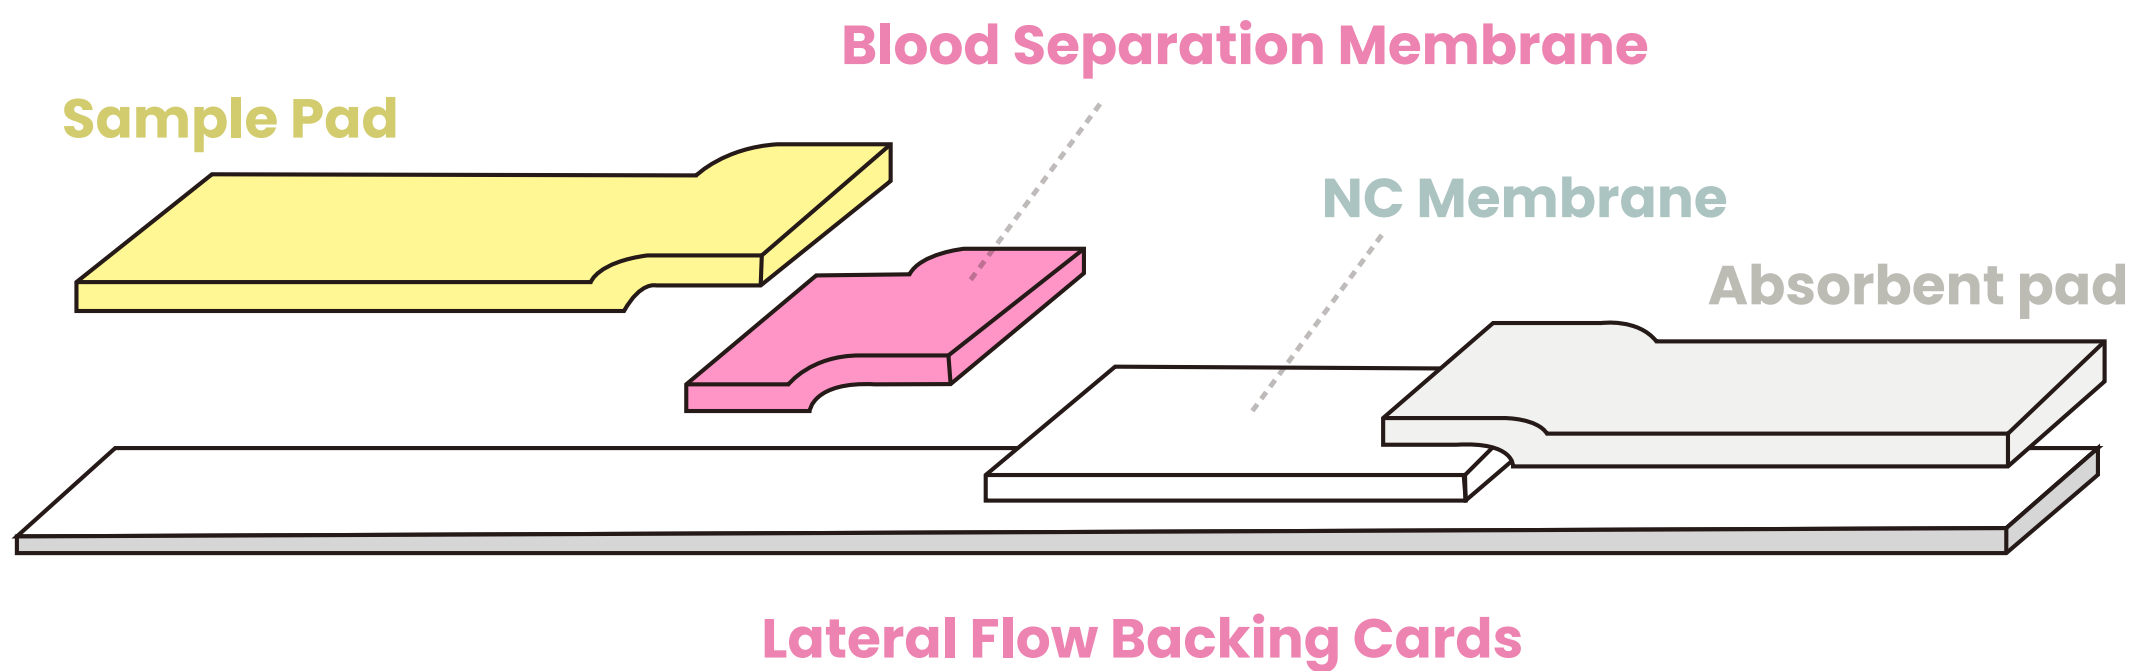 Blood Separation Membrane
Sample Pad
NC Membrane
Absorbent pad
Lateral Flow Backing Cards